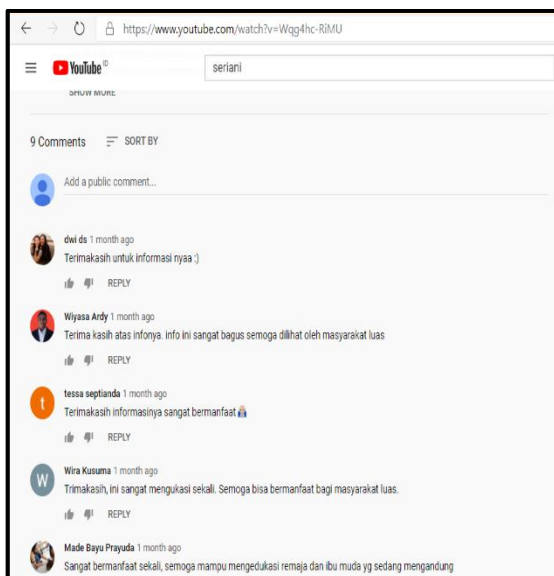 https://www.youtube.com/watch?v=Wqg4hc-RiMU
YouTube ID
seriani
SHOW MORE
9 Comments SORT BY
Add a public comment...
dwi ds 1 month ago
Terimakasih untuk informasi nyaa :)
REPLY
Wiyasa Ardy 1 month ago
Terima kasih atas infonya. info ini sangat bagus semoga dilihat oleh masyarakat luas
REPLY
t
tessa septianda 1 month ago
Terimakasih informasinya sangat bermanfaat
REPLY
W
Wira Kusuma 1 month ago
Trimakasih, ini sangat mengukasi sekali. Semoga bisa bermanfaat bagi masyarakat luas.
REPLY
Made Bayu Prayuda 1 month ago
Sangat bermanfaat sekali, semoga mampu mengedukasi remaja dan ibu muda yg sedang mengandung